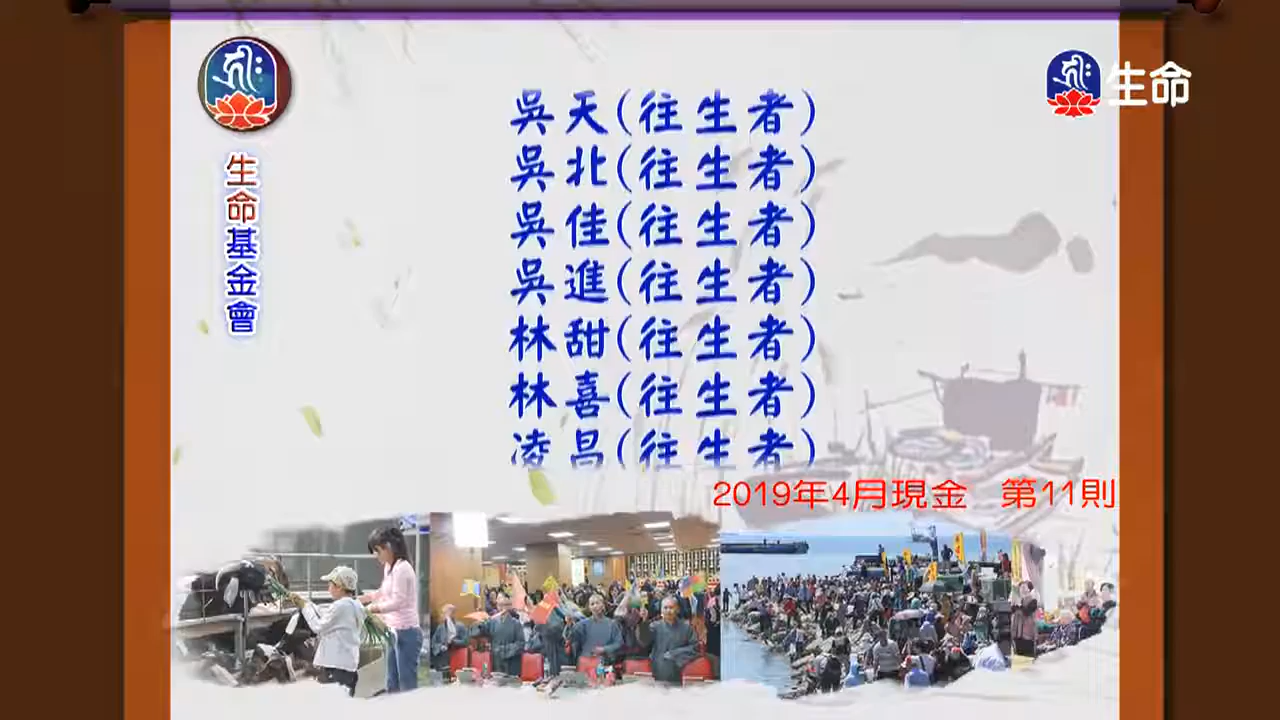 生命
生命基金會
吳天(往生者)
吳北(往生者)
吳佳(往生者)
吳進(往生者)
林甜(往生者)
林喜(往生者)
凌昌(往生者)
2019年4月現金 第11則